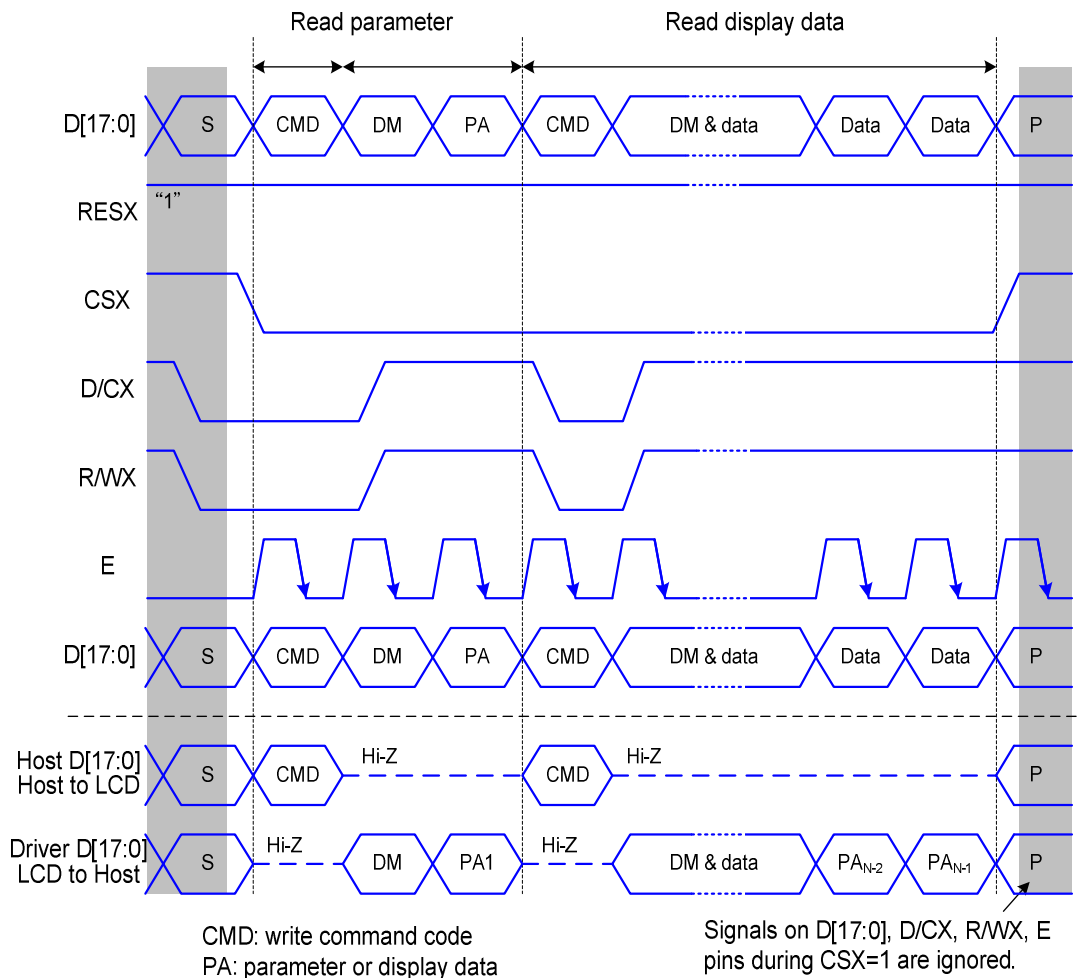 Read parameter Read display data
D[17:0] S CMD DM PA CMD DM & data Data Data P
"1"
RESX
CSX
D/CX
R/WX
E
D[17:0] S CMD DM PA CMD DM & data Data Data P
Host D[17:0]
Host to LCD
S CMD Hi-Z CMD Hi-Z P
Driver D[17:0]
LCD to Host
S Hi-Z DM PA1 Hi-Z DM & data PAN-2 PAN-1 P
CMD: write command code
PA: parameter or display data
Signals on D[17:0], D/CX, R/WX, E
pins during CSX=1 are ignored.